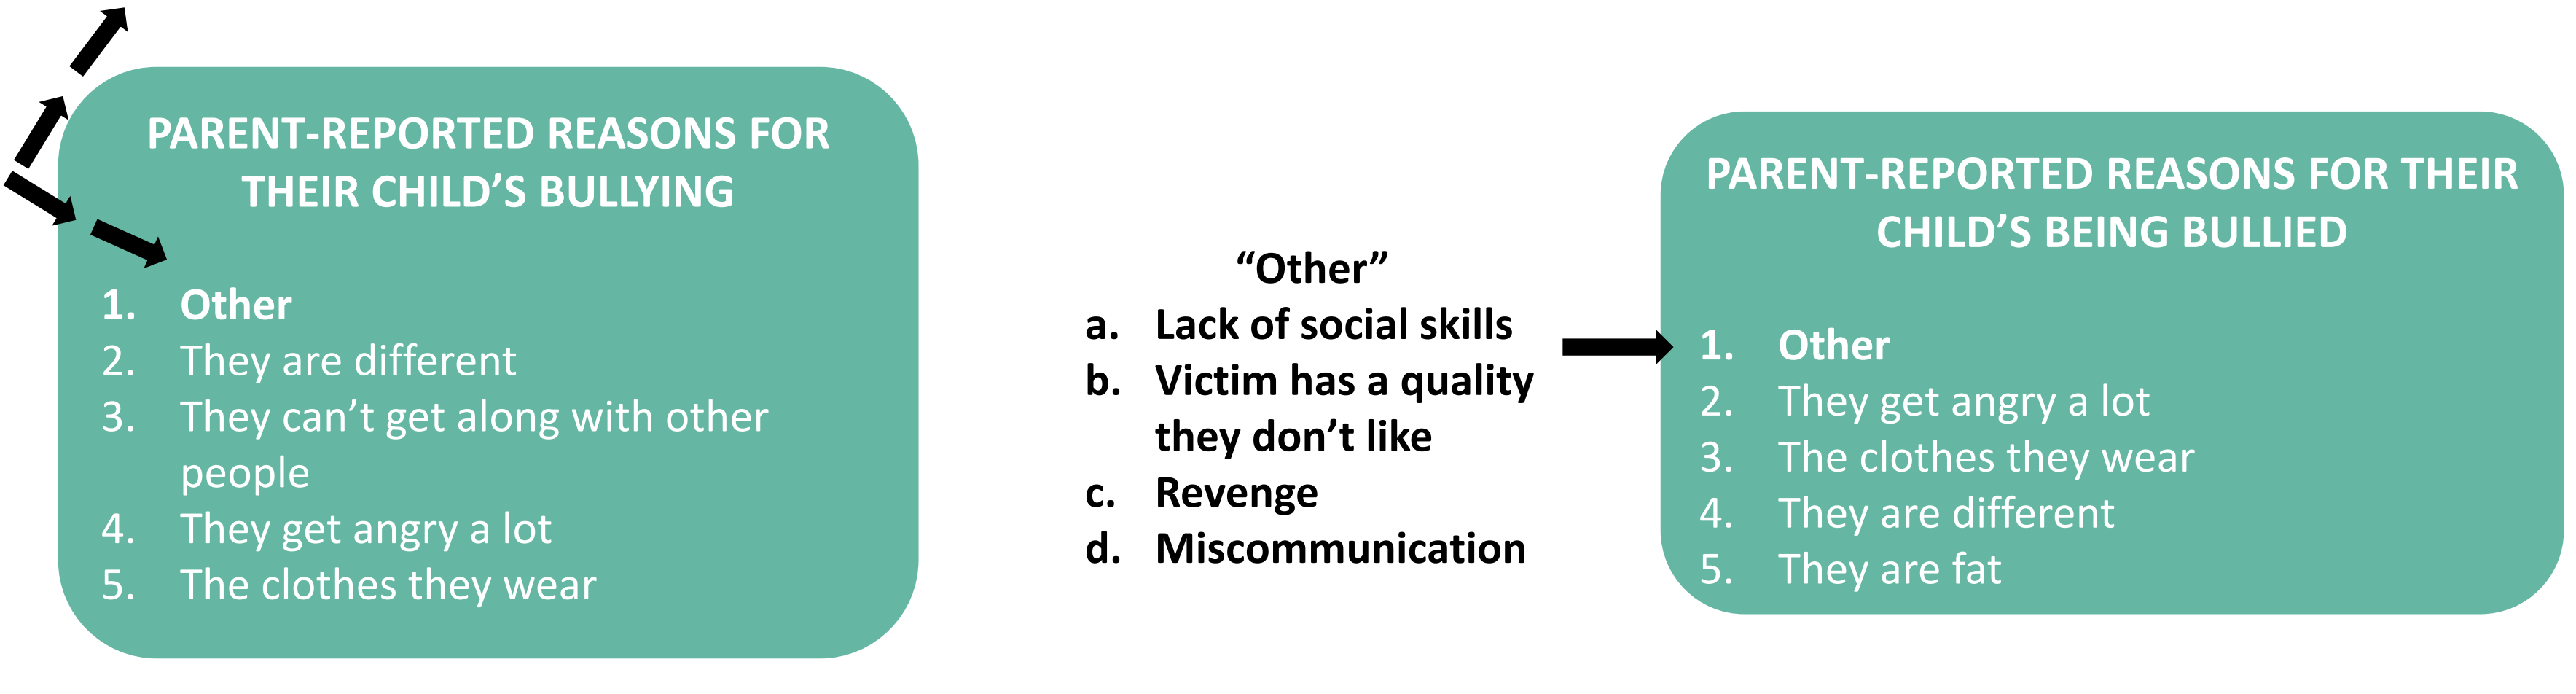 PARENT-REPORTED REASONS FOR
THEIR CHILD’S BULLYING
1. Other
2. They are different
3. They can’t get along with other
people
4. They get angry a lot
5. The clothes they wear
“Other”
a. Lack of social skills
b. Victim has a quality
they don’t like
c. Revenge
d. Miscommunication
PARENT-REPORTED REASONS FOR THEIR
CHILD’S BEING BULLIED
1. Other
2. They get angry a lot
3. The clothes they wear
4. They are different
5. They are fat